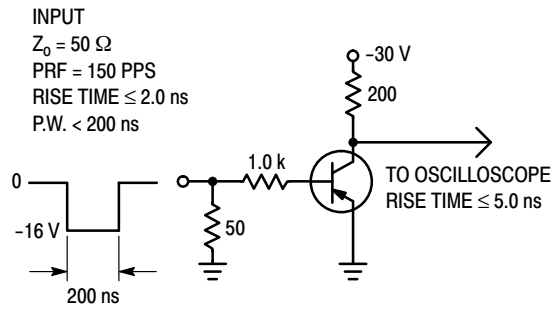 INPUT
Zₒ = 50 Ω
PRF = 150 PPS
RISE TIME ≤ 2.0 ns
P.W. < 200 ns
−30 V
200
1.0 k
TO OSCILLOSCOPE
RISE TIME ≤ 5.0 ns
0
−16 V
50
200 ns